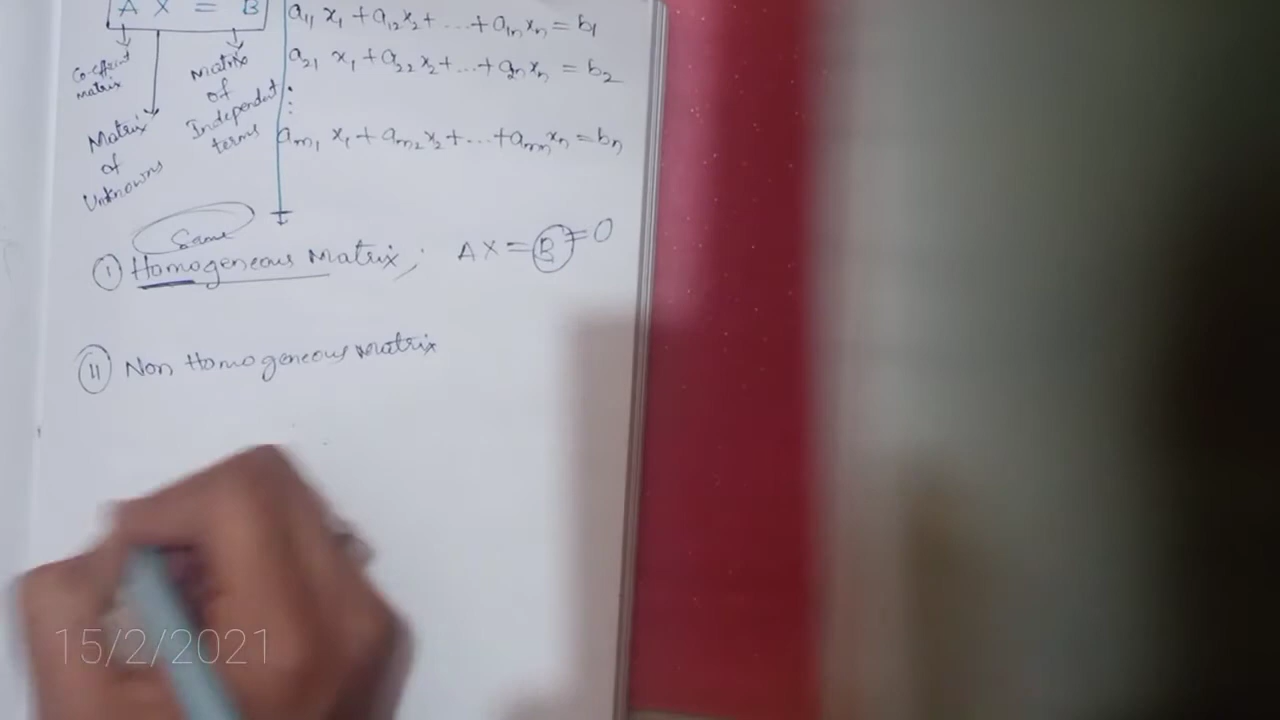 A X = B
a11 x1 + a12 x2 + ... + a1n xn = b1
a21 x1 + a22 x2 + ... + a2n xn = b2
am1 x1 + am2 x2 + ... + amn xn = bn
Co-efficient matrix
Matrix of Unknowns
Matrix of Independent terms
Same
(I) Homogeneous Matrix; AX = B = 0
(II) Non Homogeneous Matrix
15/2/2021